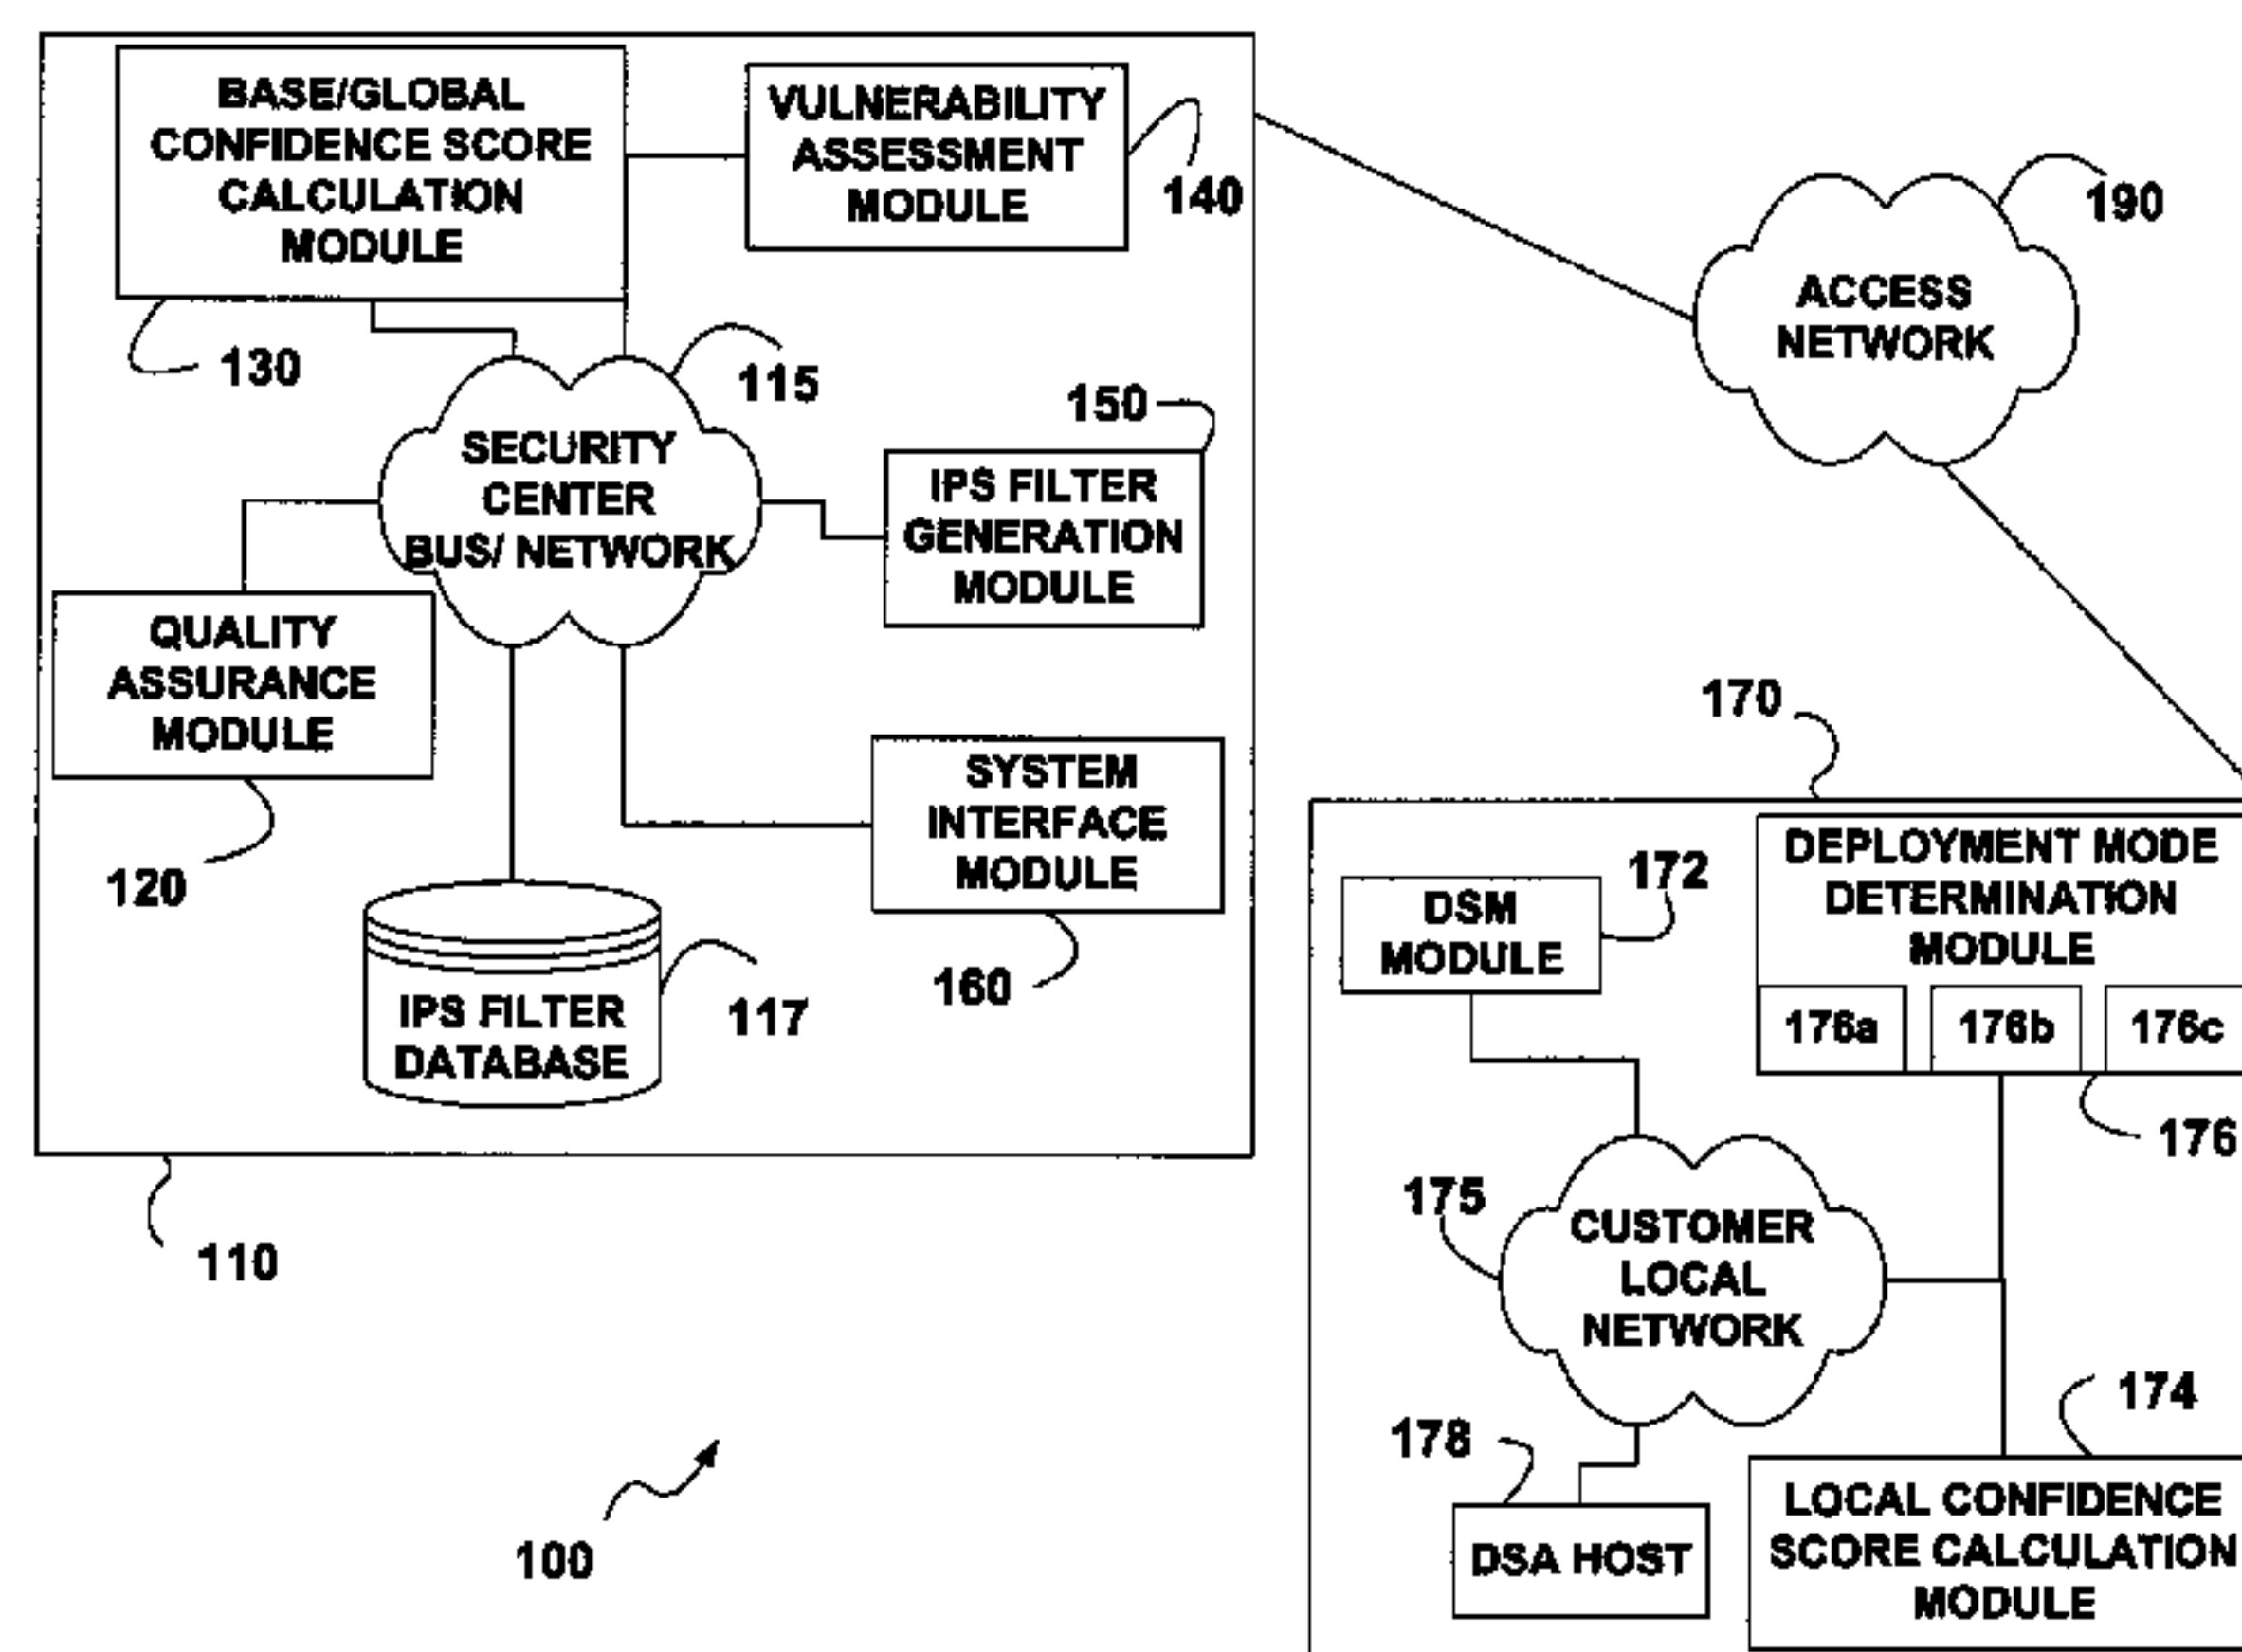 BASE/GLOBAL
CONFIDENCE SCORE
CALCULATION
MODULE
130
VULNERABILITY
ASSESSMENT
MODULE
140
190
ACCESS
NETWORK
115
SECURITY
CENTER
BUS/ NETWORK
150
IPS FILTER
GENERATION
MODULE
QUALITY
ASSURANCE
MODULE
120
SYSTEM
INTERFACE
MODULE
160
IPS FILTER
DATABASE
117
110
100
170
DSM
MODULE
172
DEPLOYMENT MODE
DETERMINATION
MODULE
176a
176b
176c
176
175
CUSTOMER
LOCAL
NETWORK
178
DSA HOST
174
LOCAL CONFIDENCE
SCORE CALCULATION
MODULE